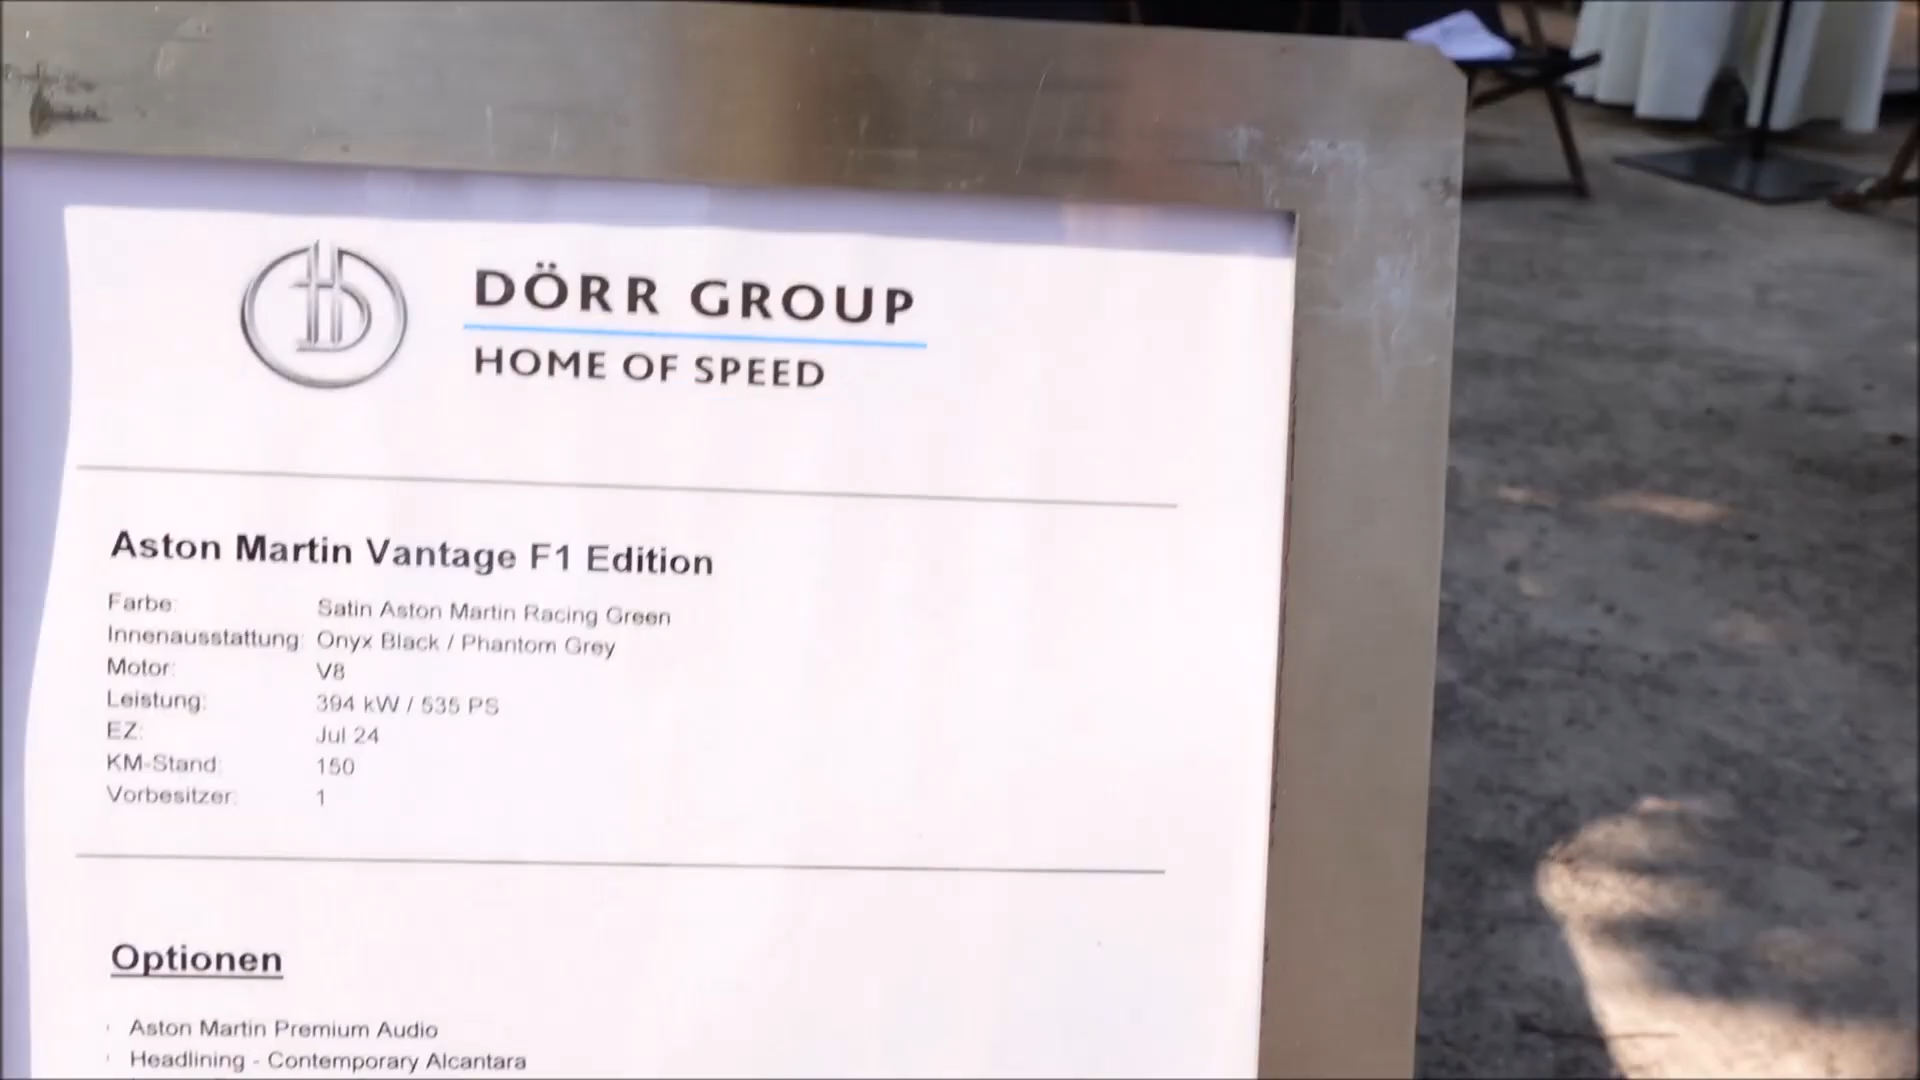 DÖRR GROUP
HOME OF SPEED
Aston Martin Vantage F1 Edition
Farbe: Satin Aston Martin Racing Green
Innenausstattung: Onyx Black / Phantom Grey
Motor: V8
Leistung: 394 kW / 535 PS
EZ: Jul 24
KM-Stand: 150
Vorbesitzer: 1
Optionen
Aston Martin Premium Audio
Headlining - Contemporary Alcantara